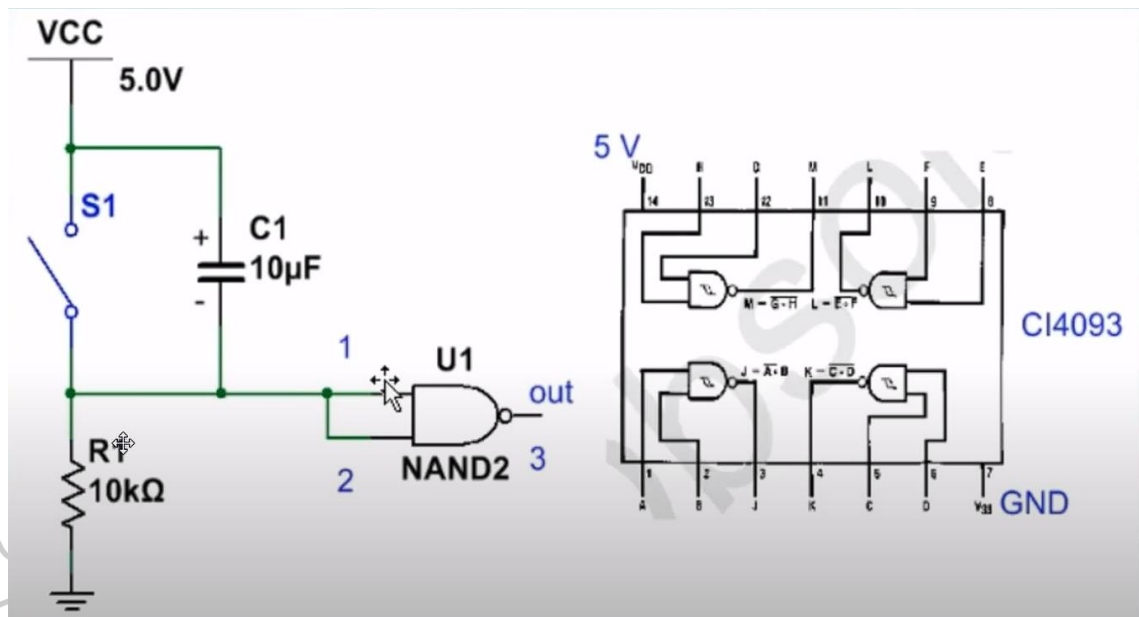 VCC
5.0V
S1
+
C1
10µF
-
1
U1
out
2
NAND2
3
R1
10kΩ
5 V
VDD H G M L F E
14 13 12 11 10 9 8
M = G·H L = E·F
CI4093
J = A·B K = C·D
1 2 3 4 5 6 7
A B J K C D VSS GND